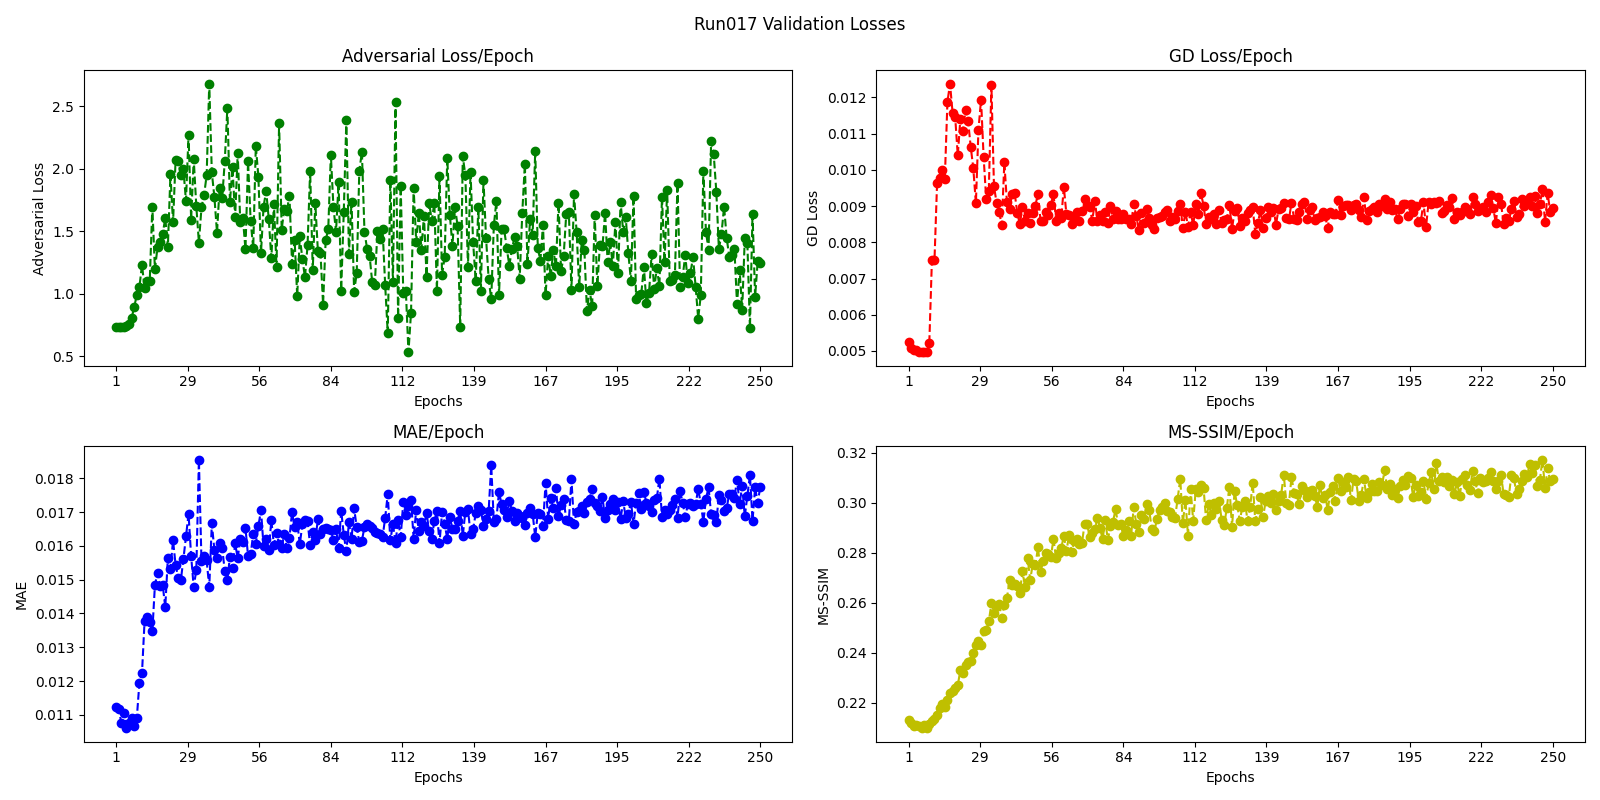 Run017 Validation Losses
Adversarial Loss/Epoch
Adversarial Loss
2.5
2.0
1.5
1.0
0.5
1 29 56 84 112 139 167 195 222 250
Epochs
GD Loss/Epoch
GD Loss
0.012
0.011
0.010
0.009
0.008
0.007
0.006
0.005
1 29 56 84 112 139 167 195 222 250
Epochs
MAE/Epoch
MAE
0.018
0.017
0.016
0.015
0.014
0.013
0.012
0.011
1 29 56 84 112 139 167 195 222 250
Epochs
MS-SSIM/Epoch
MS-SSIM
0.32
0.30
0.28
0.26
0.24
0.22
1 29 56 84 112 139 167 195 222 250
Epochs